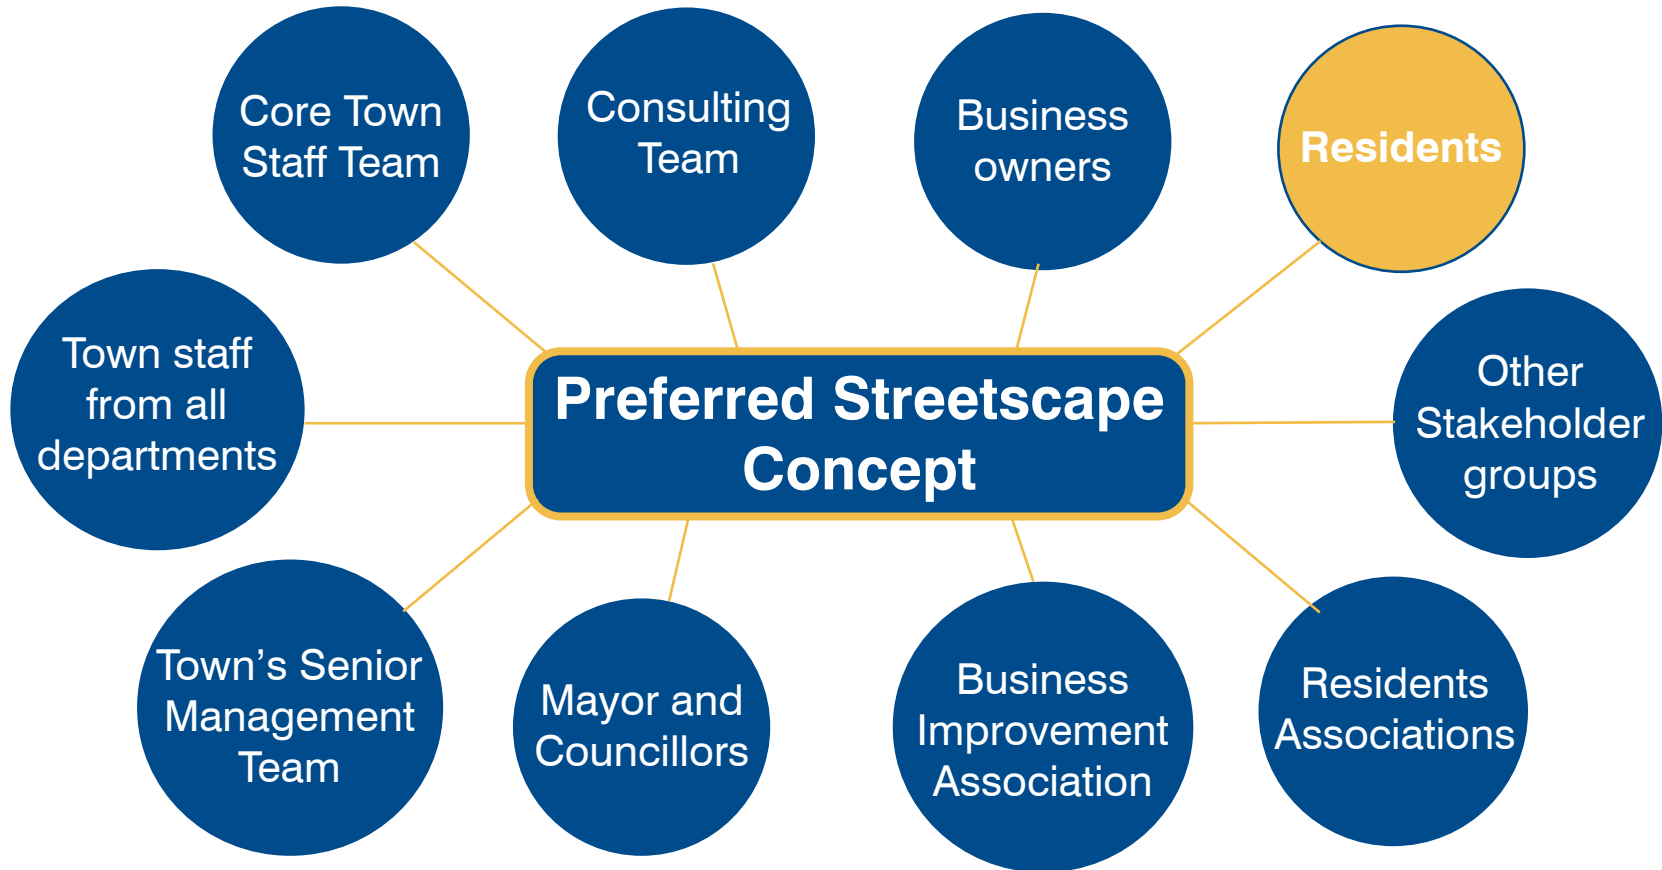 Core Town
Staff Team
Consulting
Team
Business
owners
Residents
Town staff
from all
departments
Preferred Streetscape
Concept
Other
Stakeholder
groups
Town’s Senior
Management
Team
Mayor and
Councillors
Business
Improvement
Association
Residents
Associations